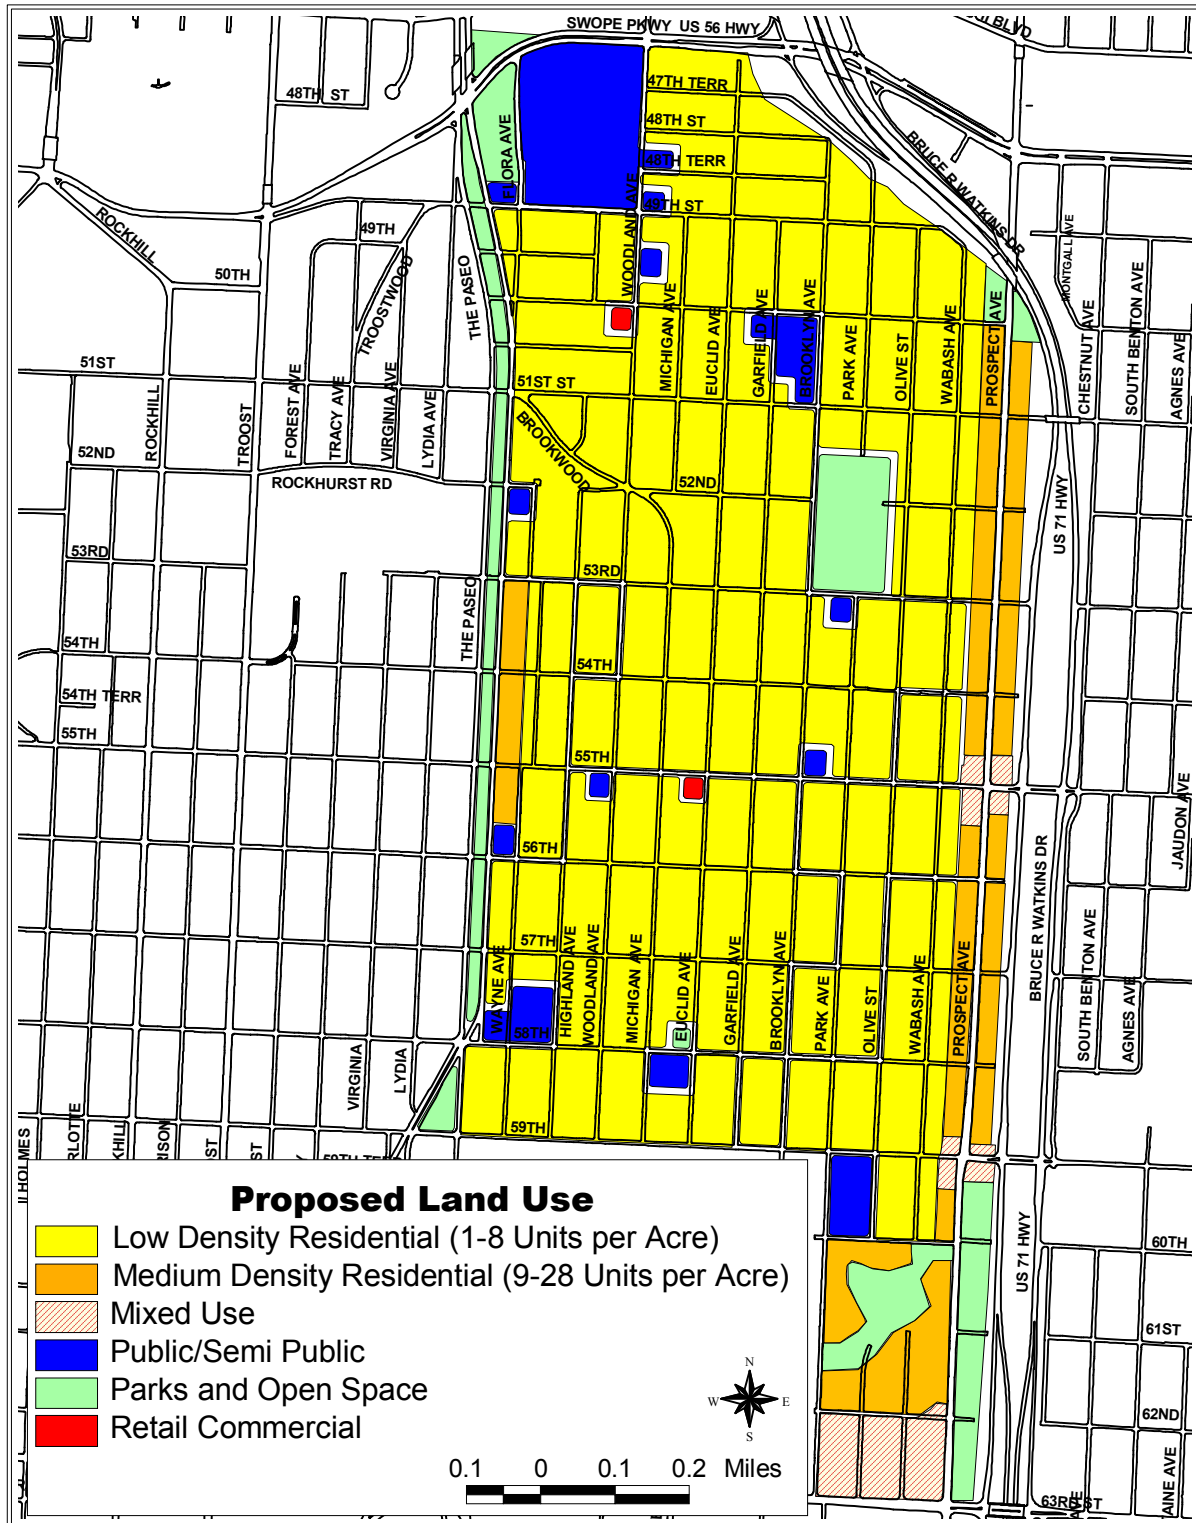 SWOPE PKWY US 56 HWY
BLVD
47TH TERR
48TH ST
48TH ST
BRUCE R WATKINS DR
48TH TERR
FLORA AVE
49TH ST
ROCKHILL
49TH
WOODLAND AVE
MONTGALL AVE
50TH
TROOSTWOOD
THE PASEO
MICHIGAN AVE
EUCLID AVE
GARFIELD AVE
BROOKLYN AVE
PARK AVE
OLIVE ST
WABASH AVE
PROSPECT AVE
CHESTNUT AVE
SOUTH BENTON AVE
AGNES AVE
51ST
51ST ST
ROCKHILL
TROOST
FOREST AVE
TRACY AVE
VIRGINIA AVE
LYDIA AVE
BROOKWOOD
52ND
52ND
ROCKHURST RD
US 71 HWY
53RD
53RD
THE PASEO
54TH
54TH
54TH TERR
55TH
55TH
JAUDON AVE
56TH
BRUCE R WATKINS DR
57TH
WAYNE AVE
HIGHLAND AVE
WOODLAND AVE
MICHIGAN AVE
EUCLID AVE
GARFIELD AVE
BROOKLYN AVE
PARK AVE
OLIVE ST
WABASH AVE
PROSPECT AVE
SOUTH BENTON AVE
AGNES AVE
58TH
VIRGINIA
LYDIA
59TH
HOLMES
59TH TERR
Proposed Land Use
Low Density Residential (1-8 Units per Acre)
Medium Density Residential (9-28 Units per Acre)
Mixed Use
Public/Semi Public
Parks and Open Space
Retail Commercial
N
W E
S
0.1 0 0.1 0.2 Miles
US 71 HWY
60TH
61ST
62ND
63RD ST
AINE AVE